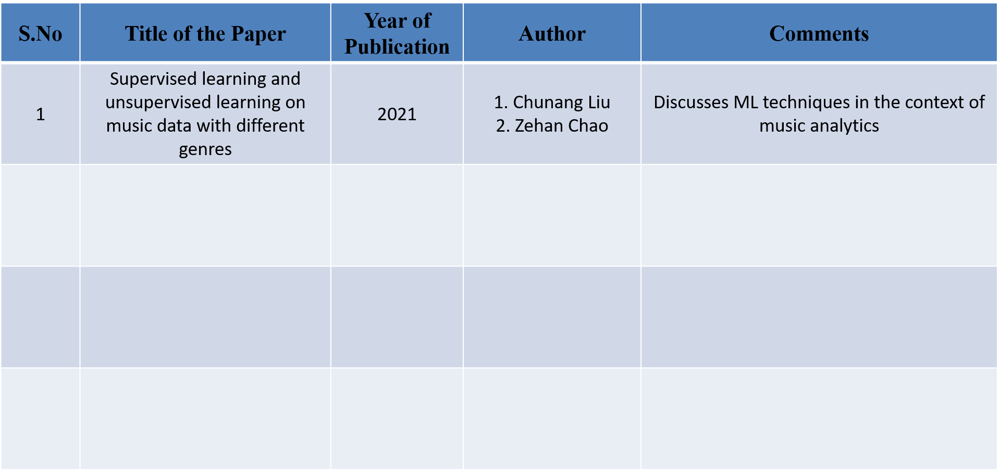 S.No
Title of the Paper
Year of
Publication
Author
Comments
1
Supervised learning and
unsupervised learning on
music data with different
genres
2021
1. Chunang Liu
2. Zehan Chao
Discusses ML techniques in the context of
music analytics